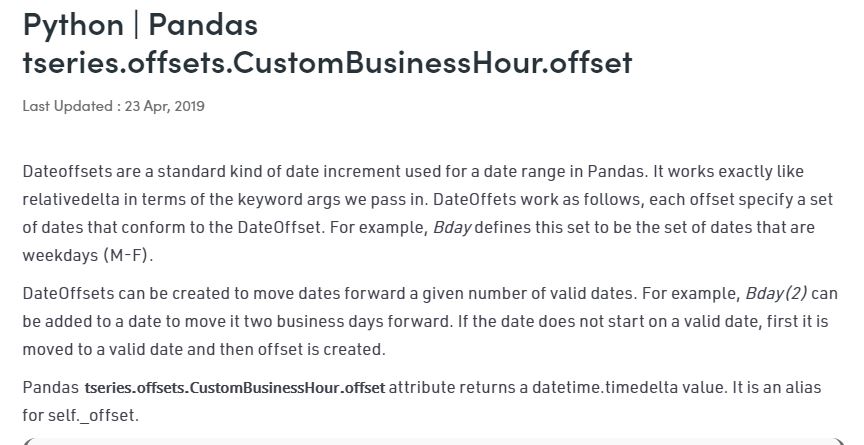 Python | Pandas
tseries.offsets.CustomBusinessHour.offset
Last Updated : 23 Apr, 2019
Dateoffsets are a standard kind of date increment used for a date range in Pandas. It works exactly like
relativedelta in terms of the keyword args we pass in. DateOffets work as follows, each offset specify a set
of dates that conform to the DateOffset. For example, Bday defines this set to be the set of dates that are
weekdays (M-F).
DateOffsets can be created to move dates forward a given number of valid dates. For example, Bday(2) can
be added to a date to move it two business days forward. If the date does not start on a valid date, first it is
moved to a valid date and then offset is created.
Pandas tseries.offsets.CustomBusinessHour.offset attribute returns a datetime.timedelta value. It is an alias
for self._offset.